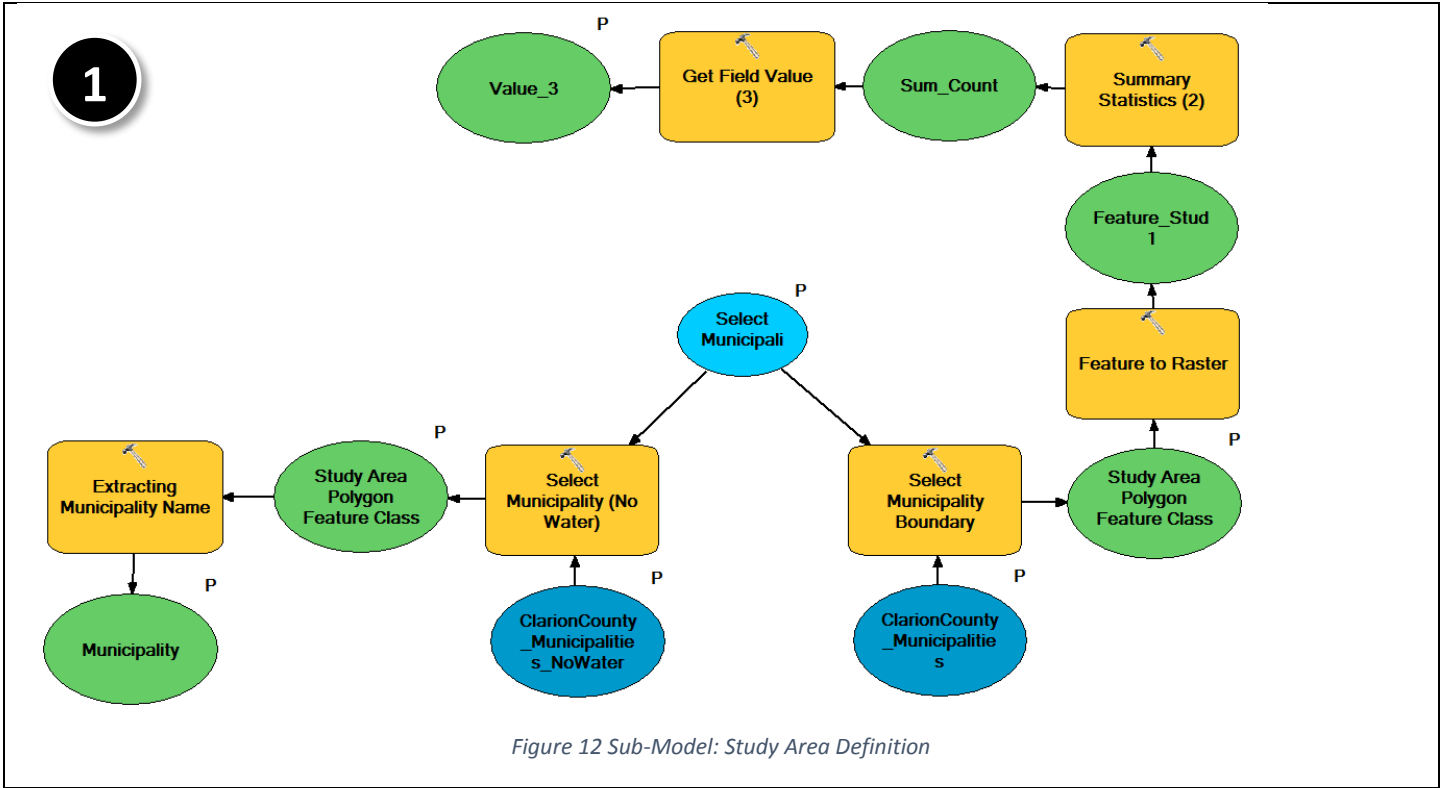 1
P
Value_3
Get Field Value
(3)
Sum_Count
Summary
Statistics (2)
Feature_Stud
1
P
Select
Municipali
Feature to Raster
P
P
Extracting
Municipality Name
Study Area
Polygon
Feature Class
Select
Municipality (No
Water)
Select
Municipality
Boundary
Study Area
Polygon
Feature Class
P
P
P
Municipality
ClarionCounty
_Municipalitie
s_NoWater
ClarionCounty
_Municipalitie
s
Figure 12 Sub-Model: Study Area Definition